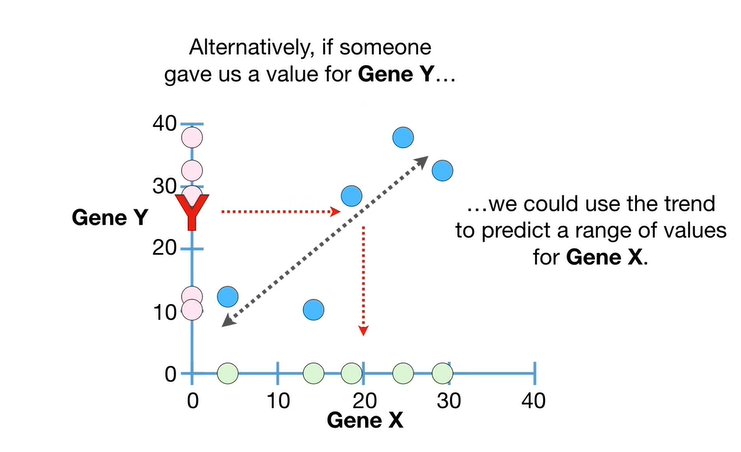 Alternatively, if someone
gave us a value for Gene Y...
40
30
Y
Gene Y
20
10
0
...we could use the trend
to predict a range of values
for Gene X.
0 10 20 30 40
Gene X